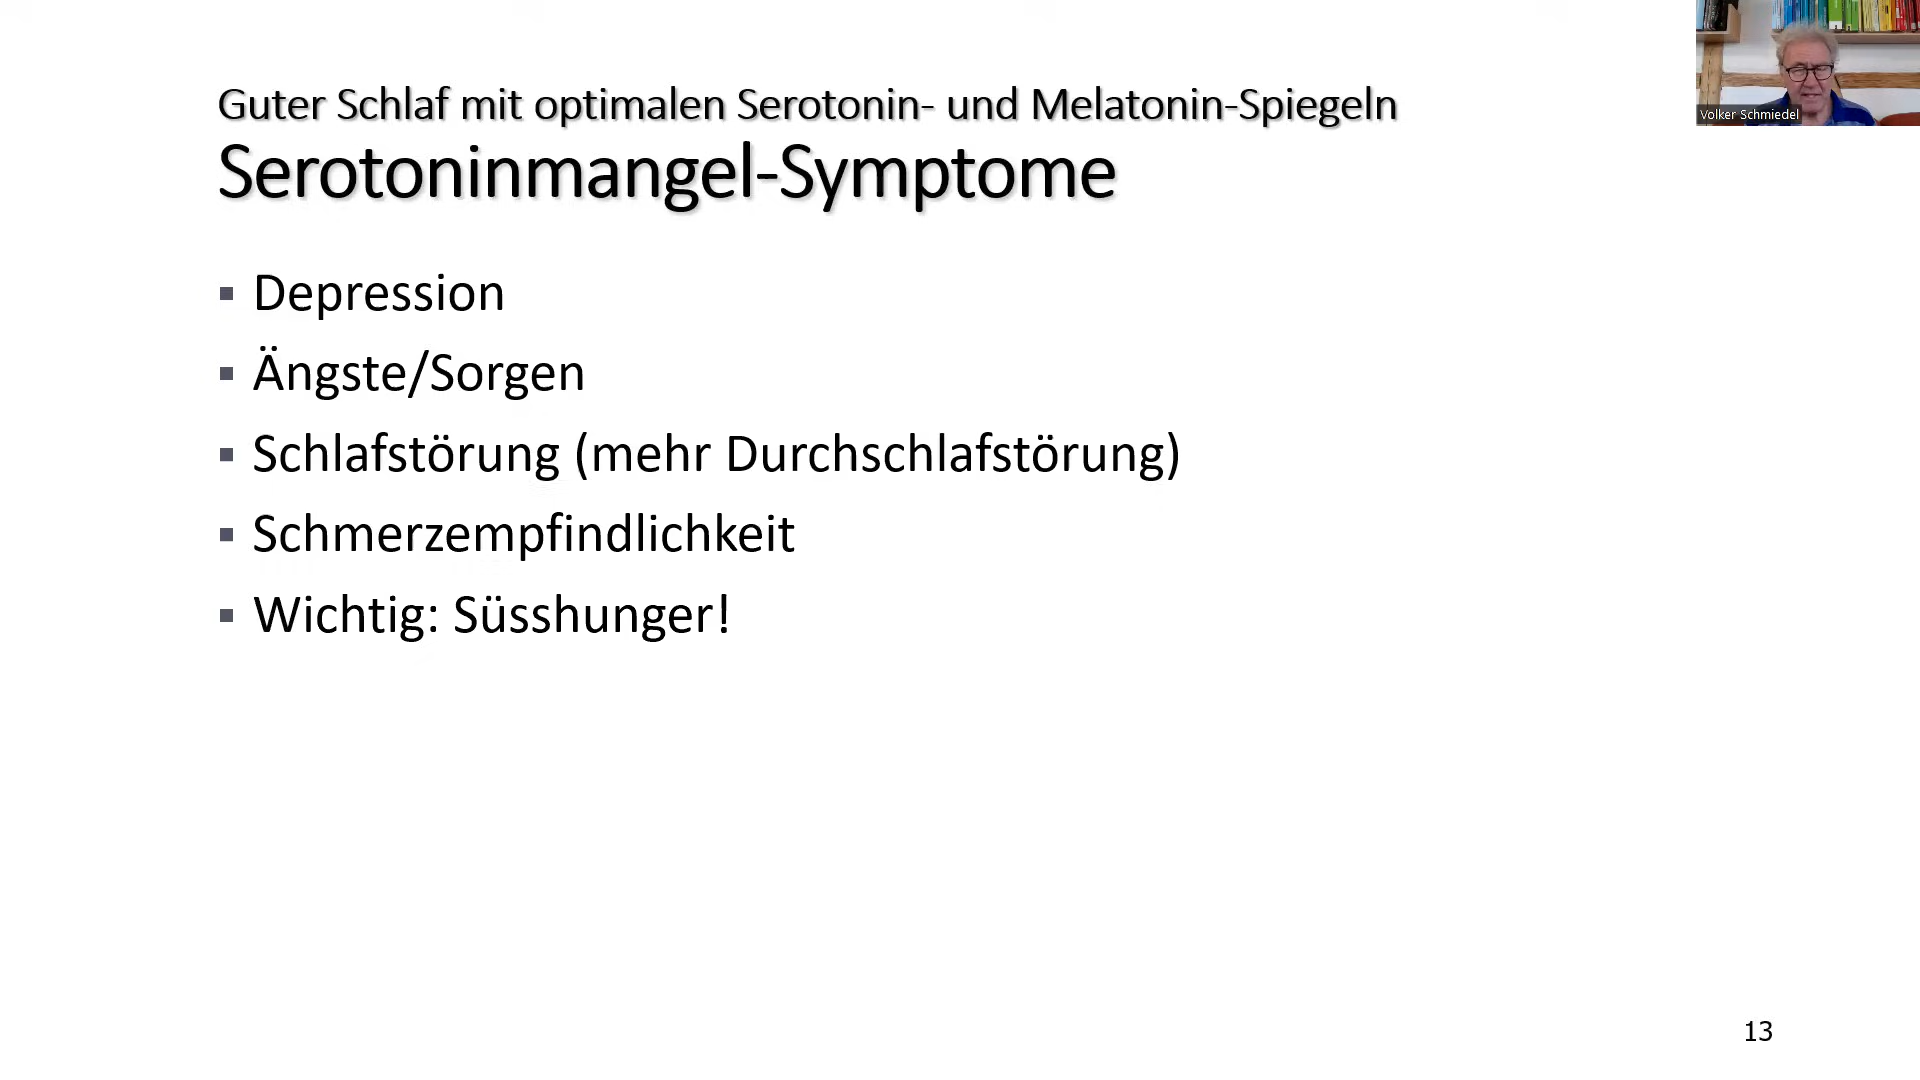 Guter Schlaf mit optimalen Serotonin- und Melatonin-Spiegeln
Serotoninmangel-Symptome
▪ Depression
▪ Ängste/Sorgen
▪ Schlafstörung (mehr Durchschlafstörung)
▪ Schmerzempfindlichkeit
▪ Wichtig: Süsshunger!
Volker Schmiedel
13